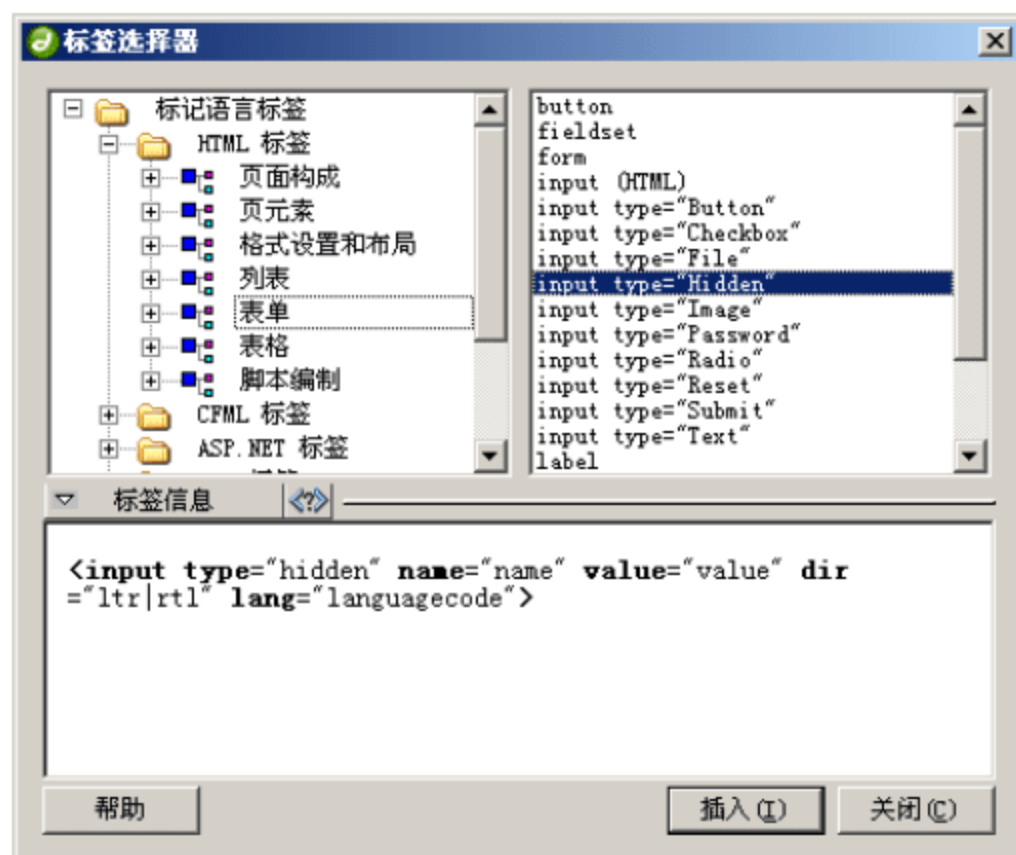 标签选择器
标记语言标签
HTML 标签
页面构成
页元素
格式设置和布局
列表
表单
表格
脚本编制
CFML 标签
ASP.NET 标签
button
fieldset
form
input (HTML)
input type="Button"
input type="Checkbox"
input type="File"
input type="Hidden"
input type="Image"
input type="Password"
input type="Radio"
input type="Reset"
input type="Submit"
input type="Text"
label
标签信息
<input type="hidden" name="name" value="value" dir
="ltr|rtl" lang="languagecode">
帮助
插入(I)
关闭(C)